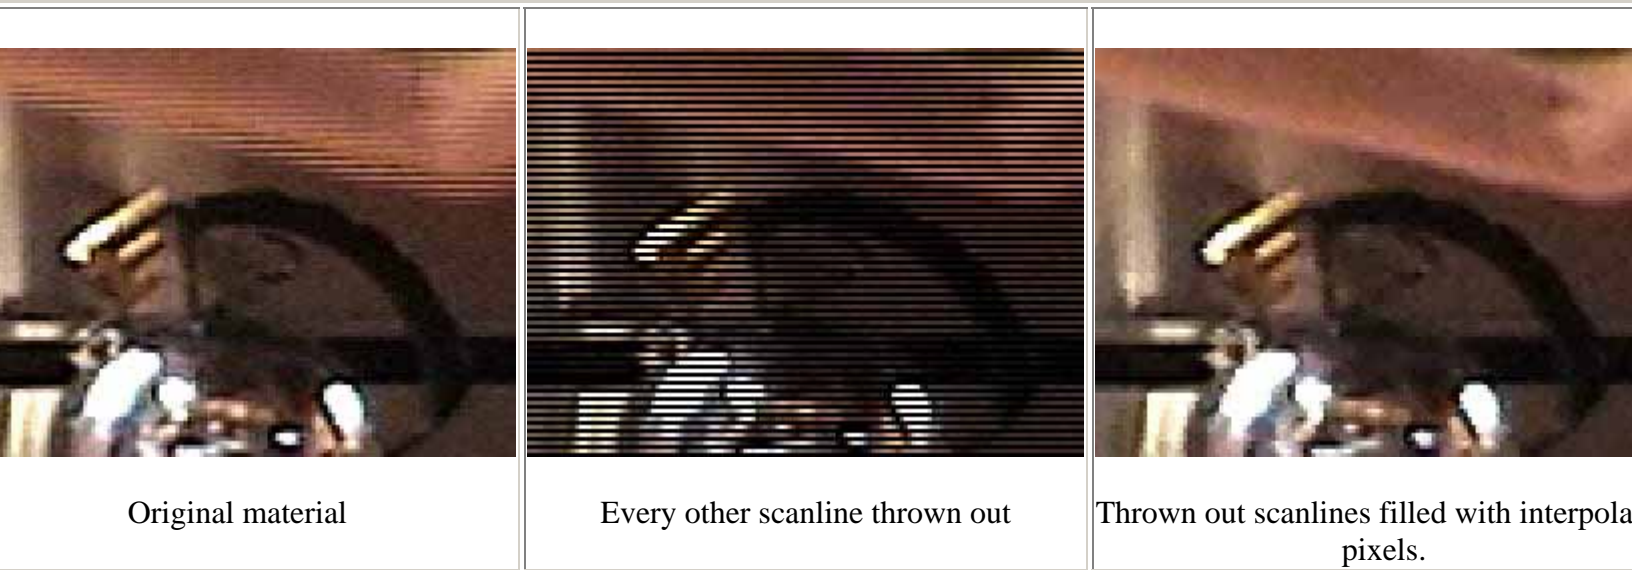 Original material
Every other scanline thrown out
Thrown out scanlines filled with interpola
pixels.